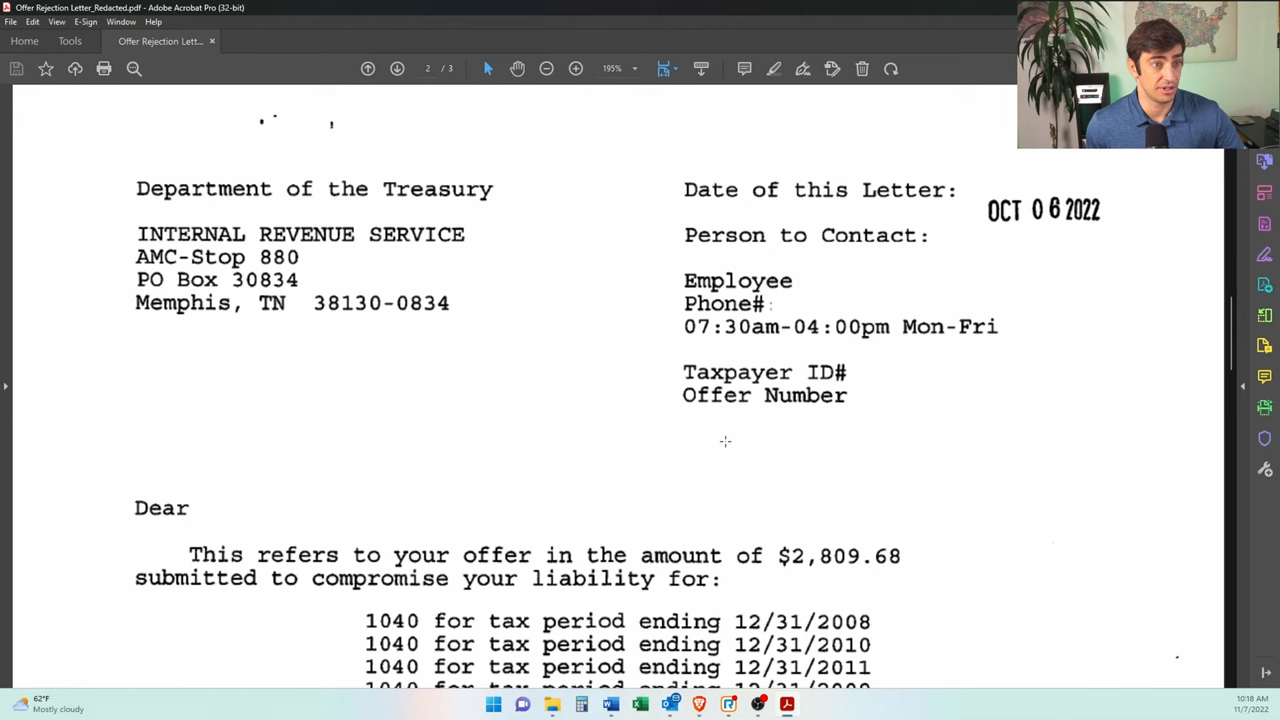 Offer Rejection Letter_Redacted.pdf - Adobe Acrobat Pro (32-bit)
File Edit View E-Sign Window Help
Home Tools Offer Rejection Lett... ×
2 / 3 195%
Department of the Treasury
INTERNAL REVENUE SERVICE
AMC-Stop 880
PO Box 30834
Memphis, TN 38130-0834
Date of this Letter:
OCT 06 2022
Person to Contact:
Employee
Phone#:
07:30am-04:00pm Mon-Fri
Taxpayer ID#
Offer Number
Dear
This refers to your offer in the amount of $2,809.68
submitted to compromise your liability for:
1040 for tax period ending 12/31/2008
1040 for tax period ending 12/31/2010
1040 for tax period ending 12/31/2011
62°F
Mostly cloudy
10:18 AM
11/7/2022